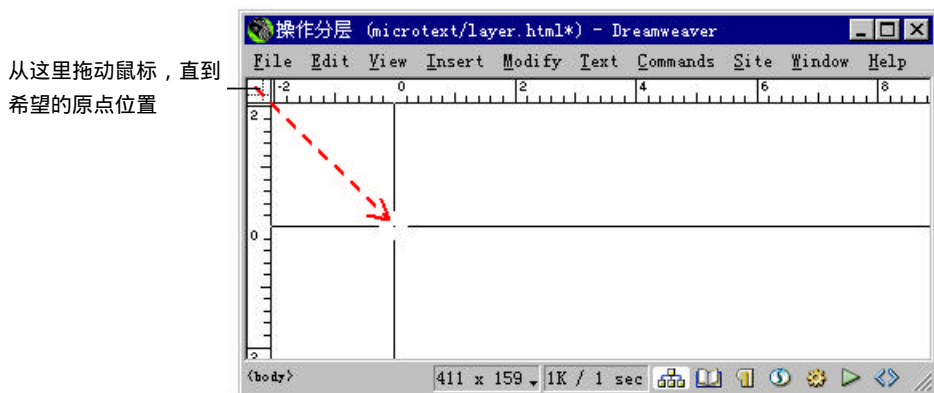 操作分层 (microtext/layer.html*) - Dreamweaver
File Edit View Insert Modify Text Commands Site Window Help
从这里拖动鼠标，直到
希望的原点位置
-2 0 2 4 6 8
2
0
2
<body> 411 x 159 1K / 1 sec